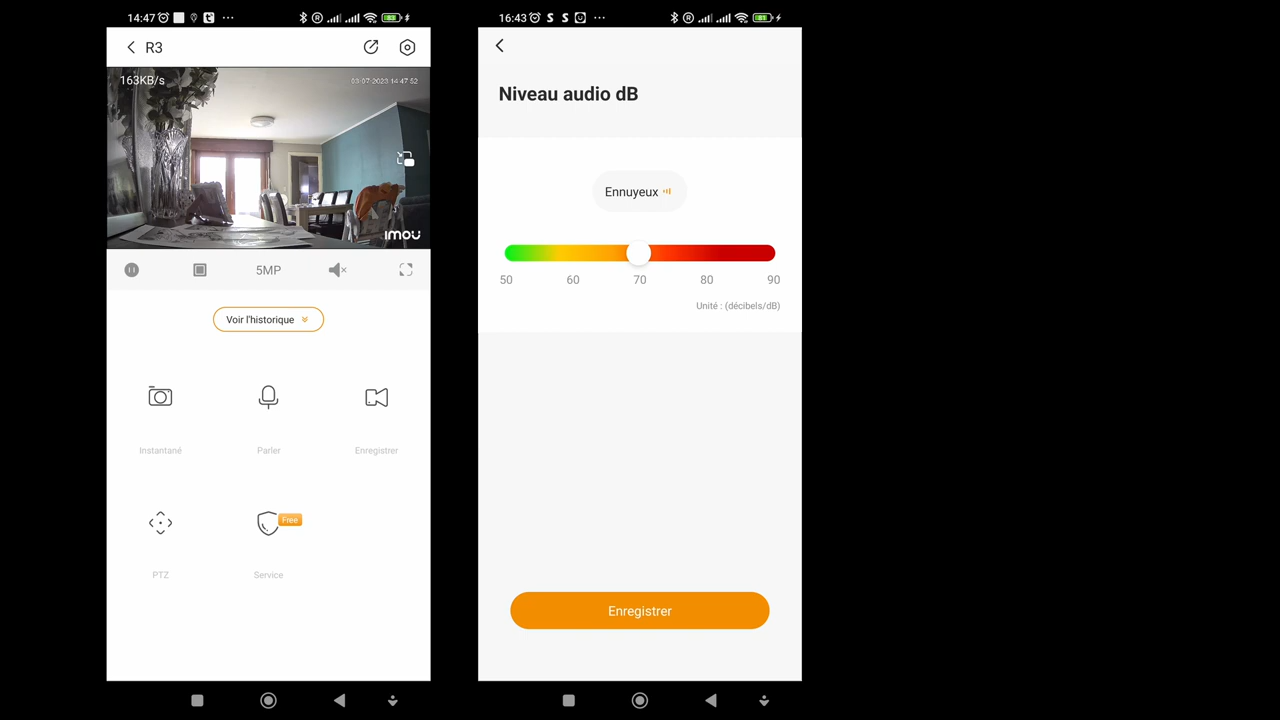 14:47
R3
163KB/s
03-07-2023 14:47:52
imou
5MP
Voir l'historique
Instantané
Parler
Enregistrer
PTZ
Free
Service
16:43
Niveau audio dB
Ennuyeux
50 60 70 80 90
Unité : (décibels/dB)
Enregistrer